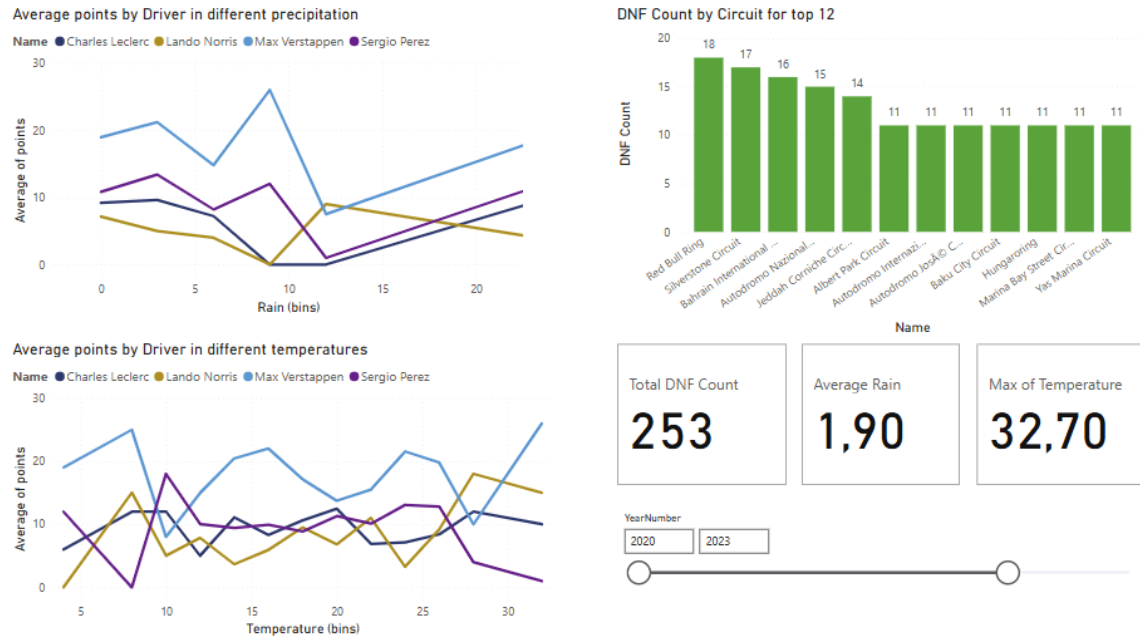 Average points by Driver in different precipitation
Name Charles Leclerc Lando Norris Max Verstappen Sergio Perez
30
20
10
0
Average of points
0 5 10 15 20
Rain (bins)
DNF Count by Circuit for top 12
20
15
10
5
0
DNF Count
18 17 16 15 14 11 11 11 11 11 11 11
Red Bull Ring
Silverstone Circuit
Bahrain International ...
Autodromo Nazional...
Jeddah Corniche Circ...
Albert Park Circuit
Autodromo Internazi...
Autodromo JosÃ© C...
Baku City Circuit
Hungaroring
Marina Bay Street Cir...
Yas Marina Circuit
Name
Average points by Driver in different temperatures
Name Charles Leclerc Lando Norris Max Verstappen Sergio Perez
30
20
10
0
Average of points
5 10 15 20 25 30
Temperature (bins)
Total DNF Count
253
Average Rain
1,90
Max of Temperature
32,70
YearNumber
2020 2023